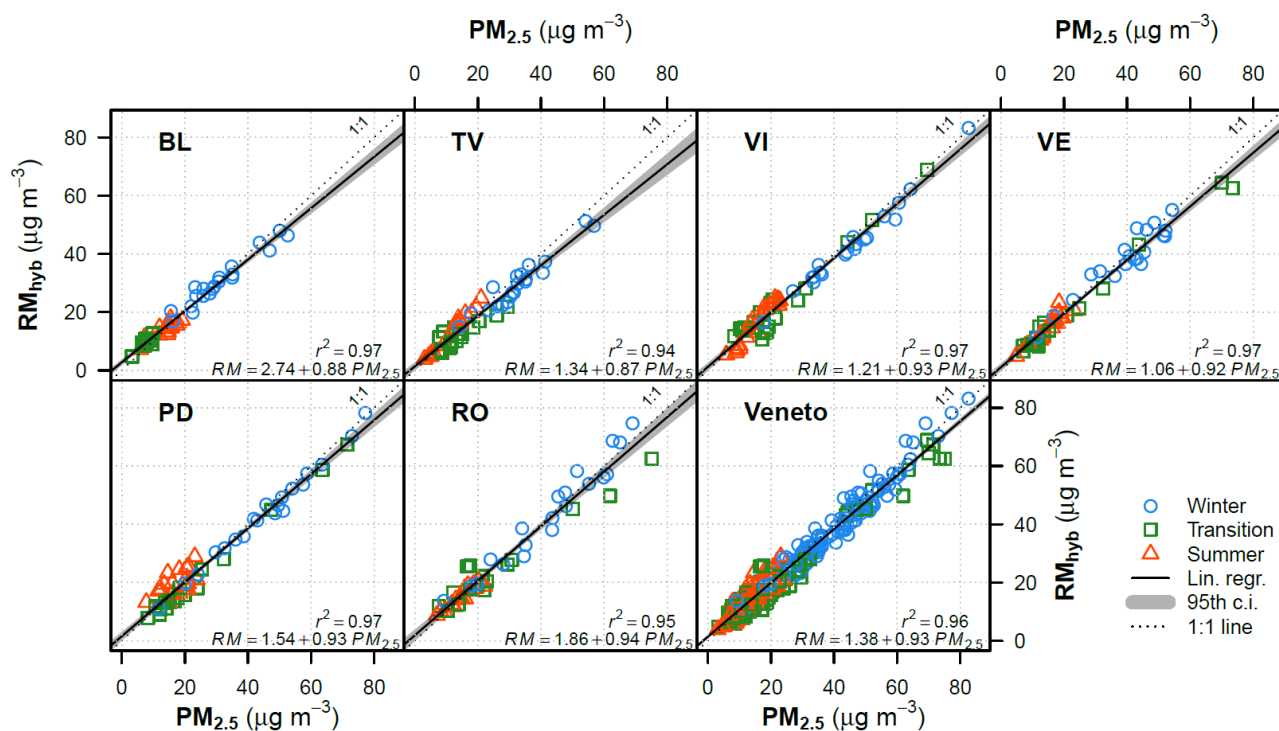 PM2.5 (µg m−3)
PM2.5 (µg m−3)
0 20 40 60 80
0 20 40 60 80
RMhyb (µg m−3)
80
60
40
20
0
BL
1:1
r2 = 0.97
RM = 2.74 + 0.88 PM2.5
TV
1:1
r2 = 0.94
RM = 1.34 + 0.87 PM2.5
VI
1:1
r2 = 0.97
RM = 1.21 + 0.93 PM2.5
VE
1:1
r2 = 0.97
RM = 1.06 + 0.92 PM2.5
PD
1:1
r2 = 0.97
RM = 1.54 + 0.93 PM2.5
RO
1:1
r2 = 0.95
RM = 1.86 + 0.94 PM2.5
Veneto
1:1
r2 = 0.96
RM = 1.38 + 0.93 PM2.5
80
60
40
20
0
RMhyb (µg m−3)
Winter
Transition
Summer
Lin. regr.
95th c.i.
1:1 line
0 20 40 60 80
0 20 40 60 80
PM2.5 (µg m−3)
PM2.5 (µg m−3)